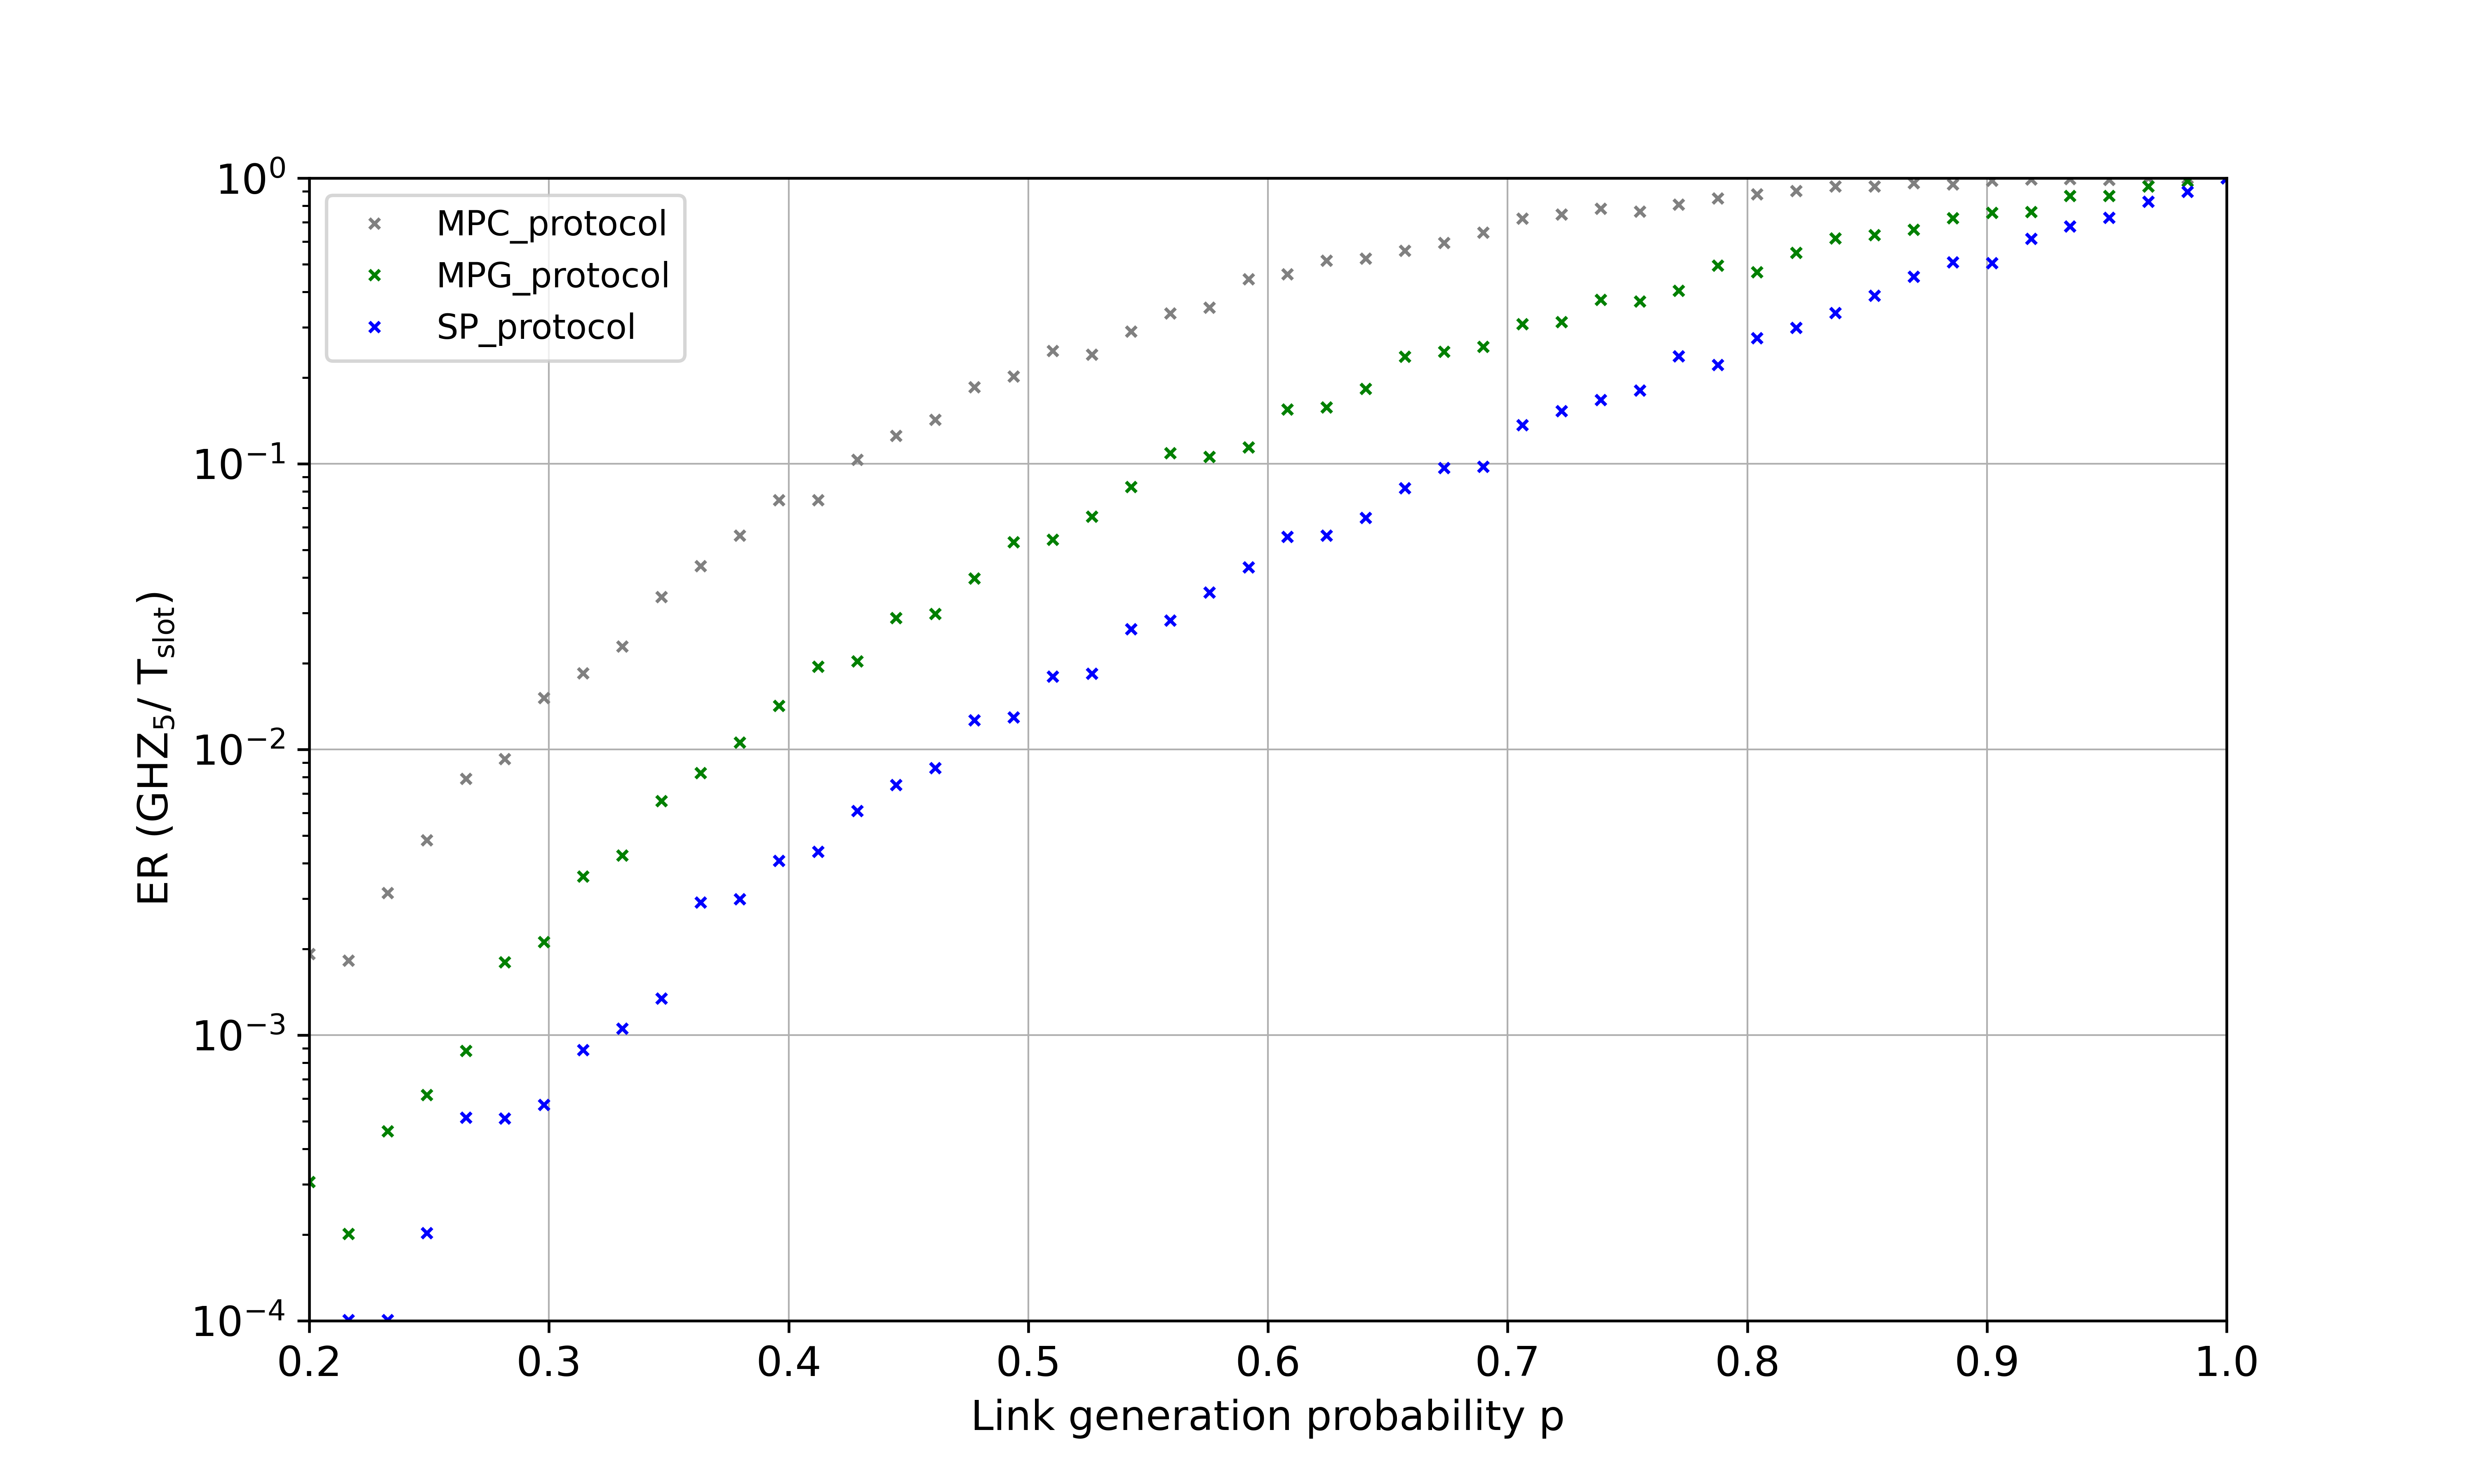 10⁰
10⁻¹
10⁻²
10⁻³
10⁻⁴
ER (GHZ₅/ Tₛₗₒₜ)
MPC_protocol
MPG_protocol
SP_protocol
0.2 0.3 0.4 0.5 0.6 0.7 0.8 0.9 1.0
Link generation probability p